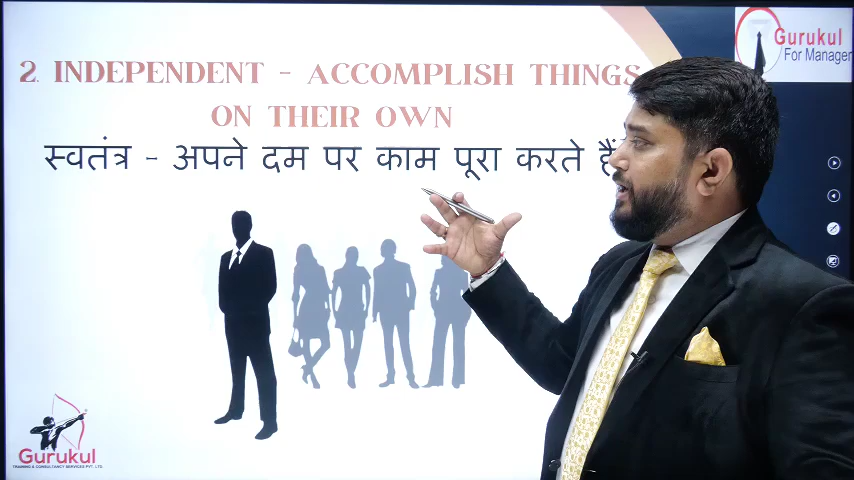 Gurukul
For Manager
2. INDEPENDENT - ACCOMPLISH THINGS
ON THEIR OWN
स्वतंत्र - अपने दम पर काम पूरा करते हैं
Gurukul
TRAINING & CONSULTANCY SERVICES PVT. LTD.